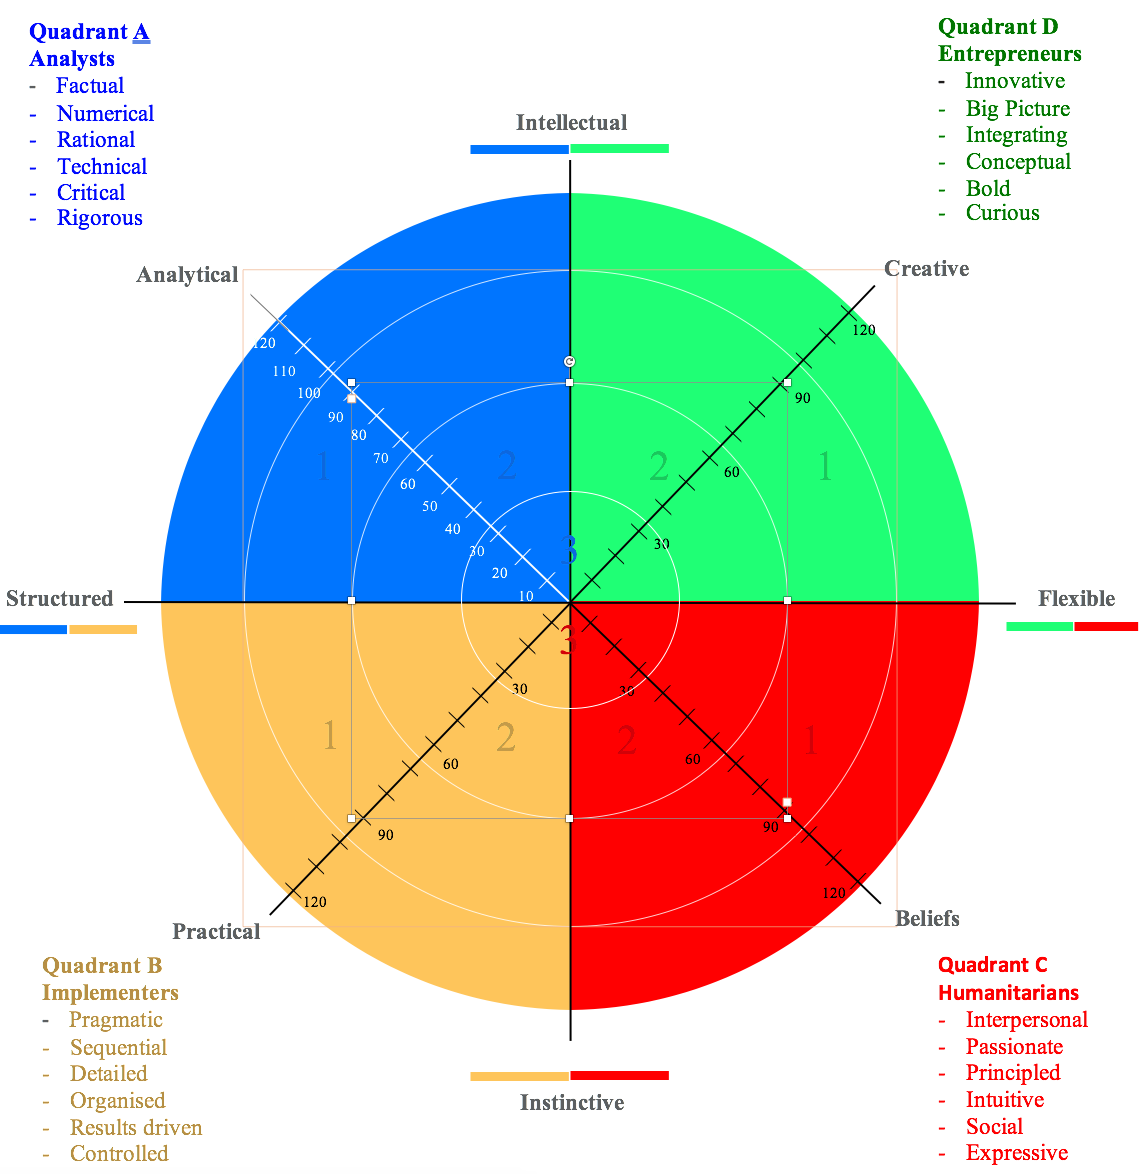 Quadrant A
Analysts
- Factual
- Numerical
- Rational
- Technical
- Critical
- Rigorous
Quadrant D
Entrepreneurs
- Innovative
- Big Picture
- Integrating
- Conceptual
- Bold
- Curious
Intellectual
Analytical
Creative
120
110
100
90
80
70
60
50
40
30
20
10
120
90
60
30
1
2
2
1
3
Structured
Flexible
3
30
60
90
120
30
60
90
120
1
2
2
1
Practical
Beliefs
Quadrant B
Implementers
- Pragmatic
- Sequential
- Detailed
- Organised
- Results driven
- Controlled
Instinctive
Quadrant C
Humanitarians
- Interpersonal
- Passionate
- Principled
- Intuitive
- Social
- Expressive